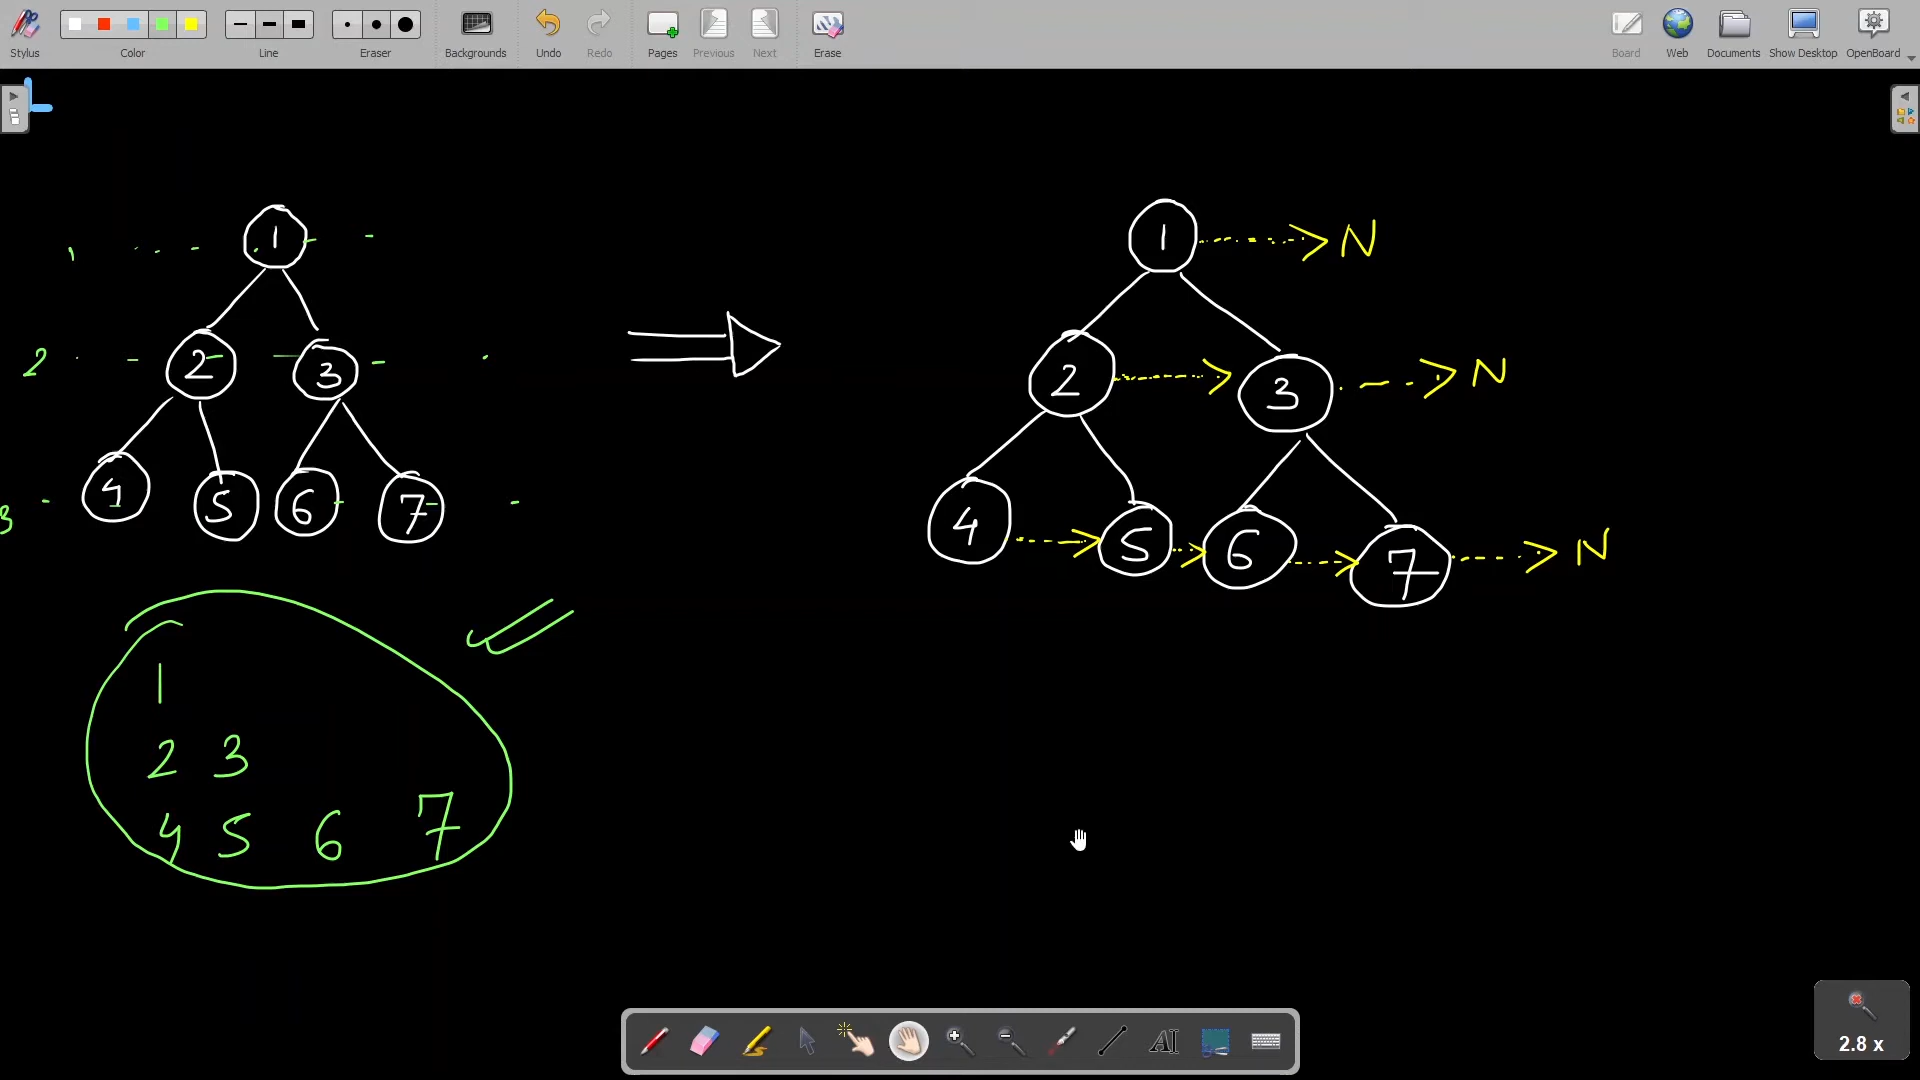 Stylus Color Line Eraser Backgrounds Undo Redo Pages Previous Next Erase Board Web Documents Show Desktop OpenBoard
1 1 N
2 2 3 2 3 N
3 4 5 6 7 4 5 6 7 N
1
2 3
4 5 6 7
AI
2.8 x